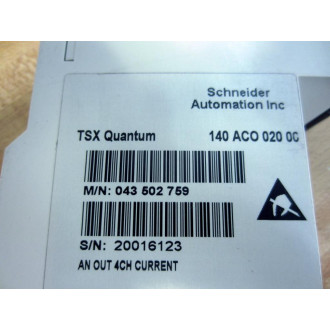 Schneider
Automation Inc
TSX Quantum 140 ACO 020 00
M/N: 043 502 759
S/N: 20016123
AN OUT 4CH CURRENT